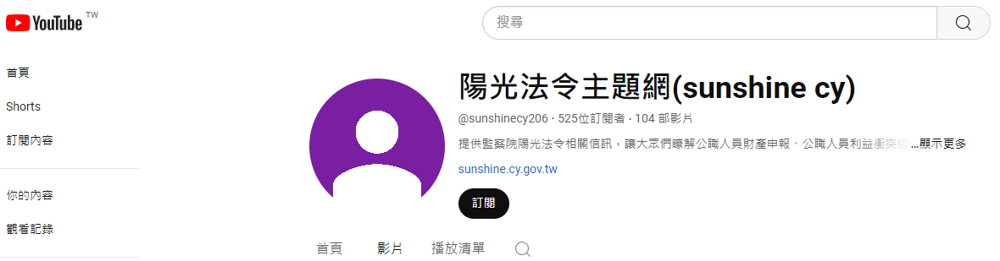 YouTube TW
搜尋
首頁
Shorts
訂閱內容
你的內容
觀看記錄
陽光法令主題網(sunshine cy)
@sunshinecy206 · 525位訂閱者 · 104 部影片
提供監察院陽光法令相關信訊，讓大眾們瞭解公職人員財產申報、公職人員利益衝突 ...顯示更多
sunshine.cy.gov.tw
訂閱
首頁 影片 播放清單